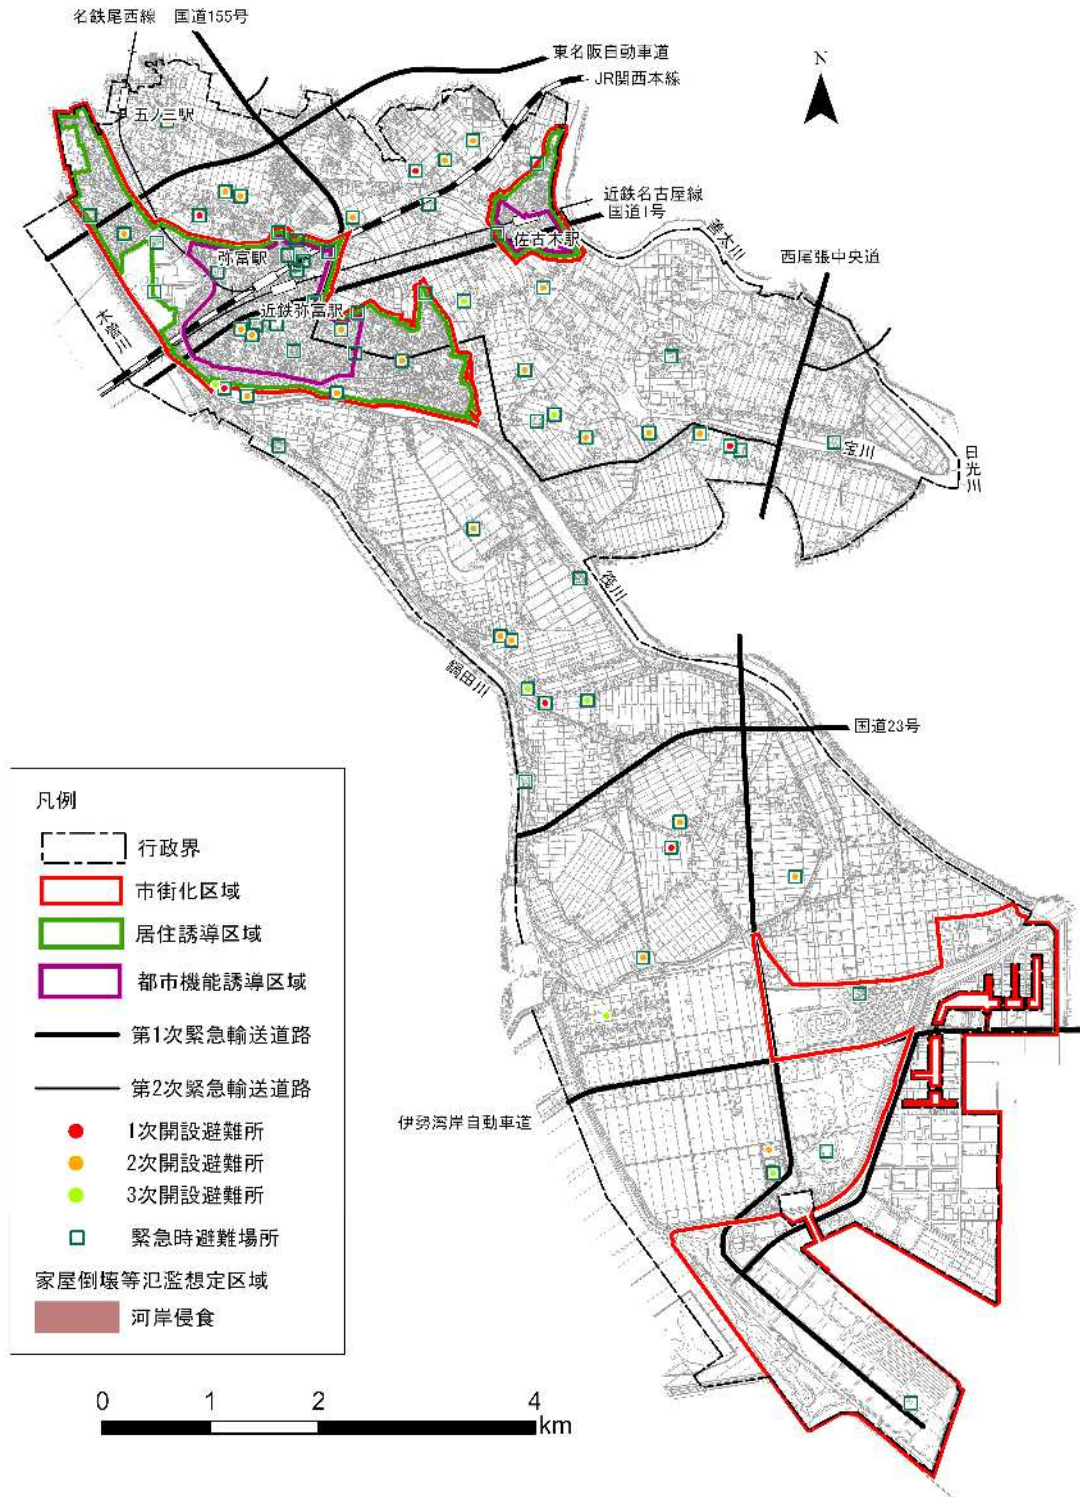 名鉄尾西線 国道155号
東名阪自動車道
JR関西本線
N
五ノ三駅
近鉄名古屋線
国道1号
佐古木駅
善太川
西尾張中央道
弥富駅
近鉄弥富駅
木曽川
宝川
日光川
筏川
鍋田川
国道23号
伊勢湾岸自動車道
凡例
行政界
市街化区域
居住誘導区域
都市機能誘導区域
第1次緊急輸送道路
第2次緊急輸送道路
1次開設避難所
2次開設避難所
3次開設避難所
緊急時避難場所
家屋倒壊等氾濫想定区域
河岸侵食
0 1 2 4
km